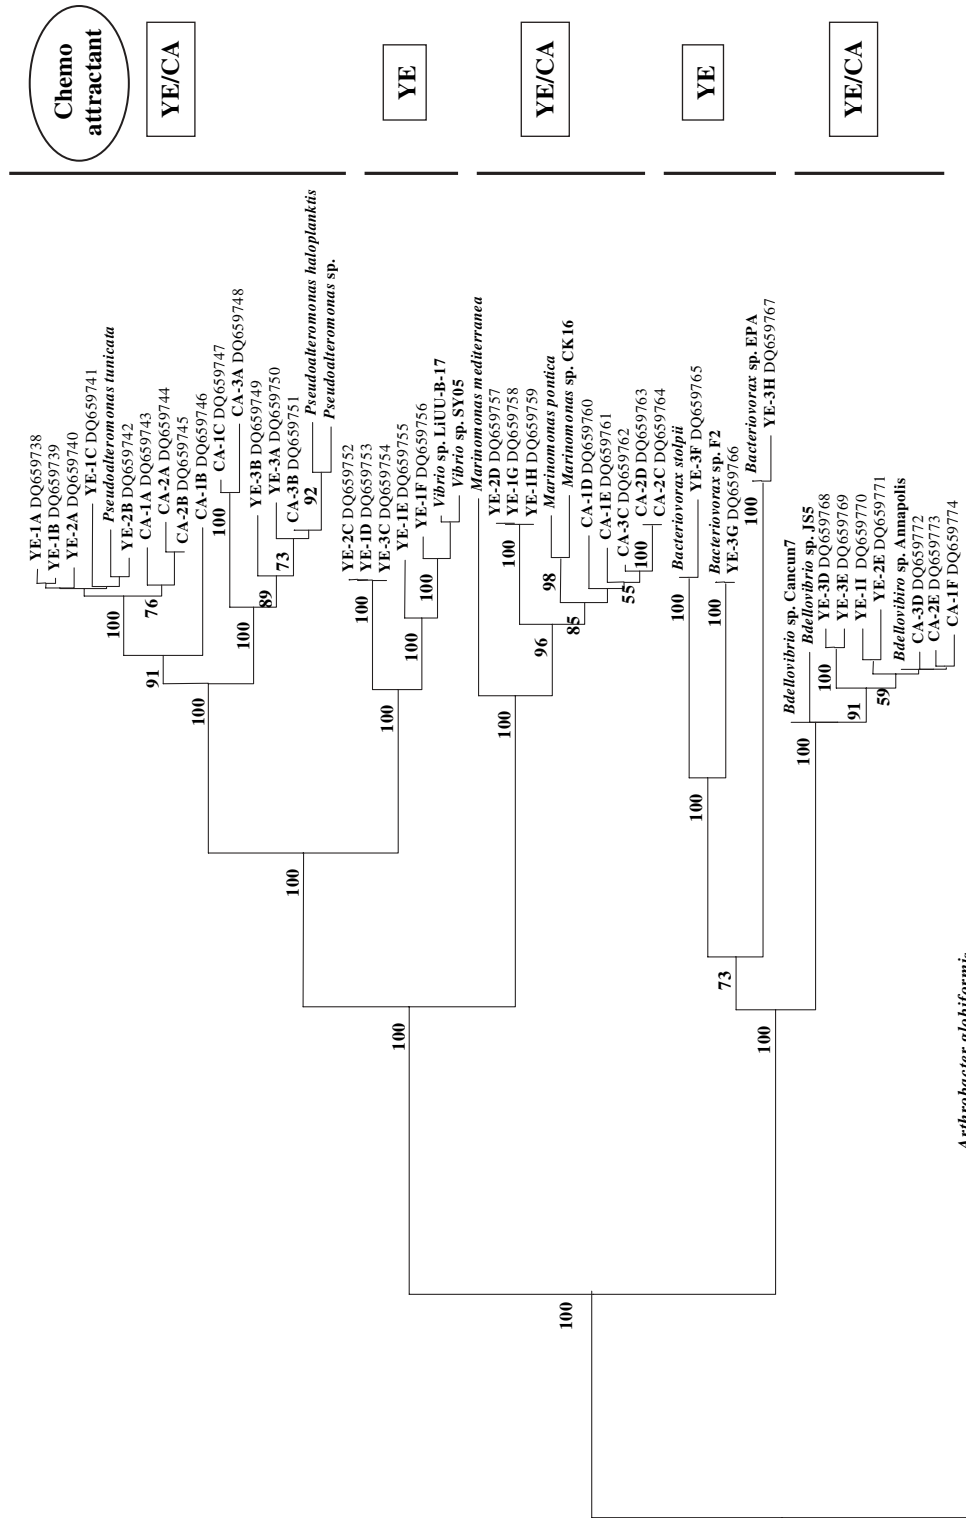 Chemo
attractant
YE/CA
YE
YE/CA
YE
YE/CA
YE-1A DQ659738
YE-1B DQ659739
YE-2A DQ659740
YE-1C DQ659741
Pseudoalteromonas tunicata
YE-2B DQ659742
CA-1A DQ659743
CA-2A DQ659744
CA-2B DQ659745
CA-1B DQ659746
CA-1C DQ659747
CA-3A DQ659748
YE-3B DQ659749
YE-3A DQ659750
CA-3B DQ659751
Pseudoalteromonas haloplanktis
Pseudoalteromonas sp.
YE-2C DQ659752
YE-1D DQ659753
YE-3C DQ659754
YE-1E DQ659755
YE-1F DQ659756
Vibrio sp. LiUU-B-17
Vibrio sp. SY05
Marinomonas mediterranea
YE-2D DQ659757
YE-1G DQ659758
YE-1H DQ659759
Marinomonas pontica
Marinomonas sp. CK16
CA-1D DQ659760
CA-1E DQ659761
CA-3C DQ659762
CA-2D DQ659763
CA-2C DQ659764
Bacteriovorax stolpii
YE-3F DQ659765
Bacteriovorax sp. F2
YE-3G DQ659766
Bacteriovorax sp. EPA
YE-3H DQ659767
Bdellovibrio sp. Cancun7
Bdellovibrio sp. JS5
YE-3D DQ659768
YE-3E DQ659769
YE-1I DQ659770
YE-2E DQ659771
Bdellovibiro sp. Annapolis
CA-3D DQ659772
CA-2E DQ659773
CA-1F DQ659774
Arthrobacter globiformis
100
76
91
100
100
89
73
92
100
100
100
100
100
100
100
98
85
55
100
96
100
100
100
100
100
73
100
91
59
100
100
100
100